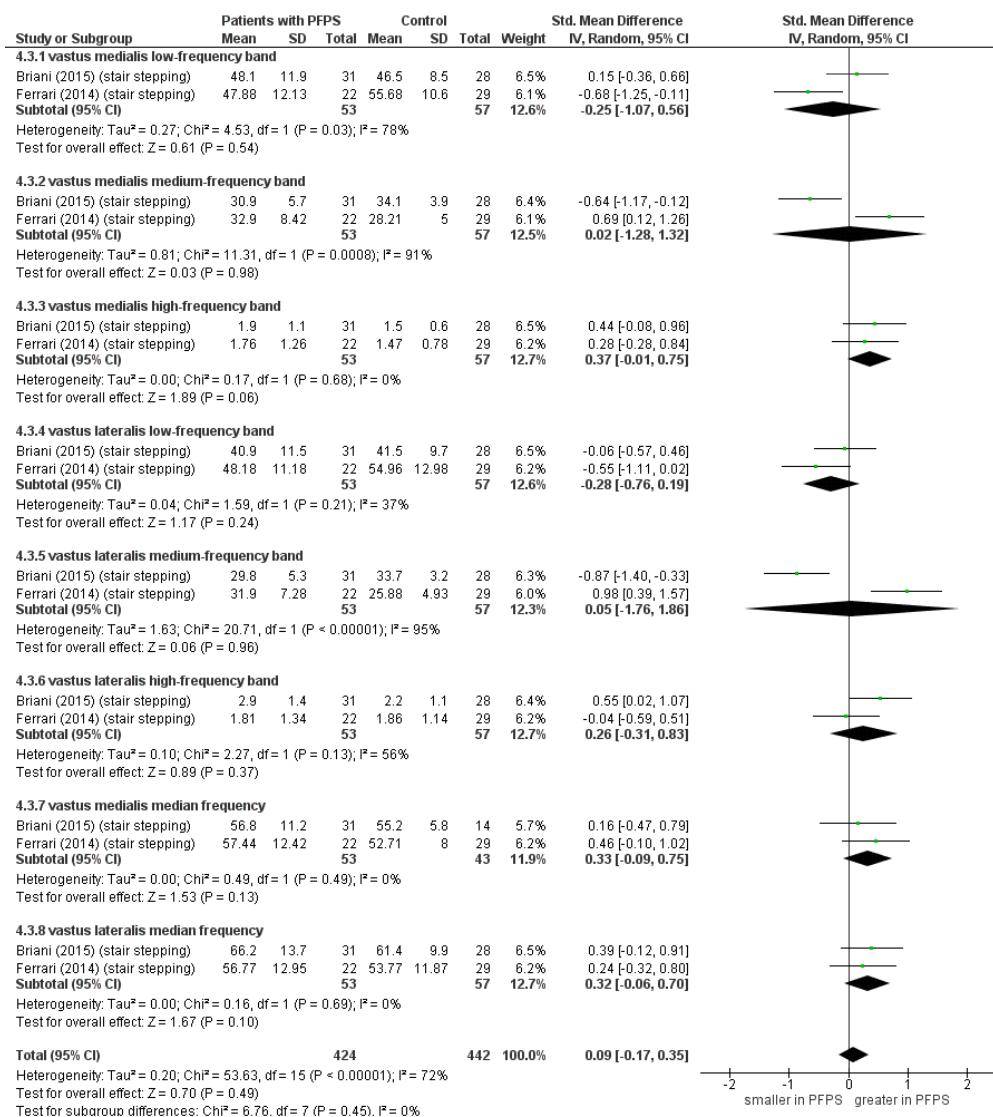 Patients with PFPS Control Std. Mean Difference Std. Mean Difference
Study or Subgroup Mean SD Total Mean SD Total Weight IV, Random, 95% CI IV, Random, 95% CI
4.3.1 vastus medialis low-frequency band
Briani (2015) (stair stepping) 48.1 11.9 31 46.5 8.5 28 6.5% 0.15 [-0.36, 0.66]
Ferrari (2014) (stair stepping) 47.88 12.13 22 55.68 10.6 29 6.1% -0.68 [-1.25, -0.11]
Subtotal (95% CI) 53 57 12.6% -0.25 [-1.07, 0.56]
Heterogeneity: Tau² = 0.27; Chi² = 4.53, df = 1 (P = 0.03); I² = 78%
Test for overall effect: Z = 0.61 (P = 0.54)
4.3.2 vastus medialis medium-frequency band
Briani (2015) (stair stepping) 30.9 5.7 31 34.1 3.9 28 6.4% -0.64 [-1.17, -0.12]
Ferrari (2014) (stair stepping) 32.9 8.42 22 28.21 5 29 6.1% 0.69 [0.12, 1.26]
Subtotal (95% CI) 53 57 12.5% 0.02 [-1.28, 1.32]
Heterogeneity: Tau² = 0.81; Chi² = 11.31, df = 1 (P = 0.0008); I² = 91%
Test for overall effect: Z = 0.03 (P = 0.98)
4.3.3 vastus medialis high-frequency band
Briani (2015) (stair stepping) 1.9 1.1 31 1.5 0.6 28 6.5% 0.44 [-0.08, 0.96]
Ferrari (2014) (stair stepping) 1.76 1.26 22 1.47 0.78 29 6.2% 0.28 [-0.28, 0.84]
Subtotal (95% CI) 53 57 12.7% 0.37 [-0.01, 0.75]
Heterogeneity: Tau² = 0.00; Chi² = 0.17, df = 1 (P = 0.68); I² = 0%
Test for overall effect: Z = 1.89 (P = 0.06)
4.3.4 vastus lateralis low-frequency band
Briani (2015) (stair stepping) 40.9 11.5 31 41.5 9.7 28 6.5% -0.06 [-0.57, 0.46]
Ferrari (2014) (stair stepping) 48.18 11.18 22 54.96 12.98 29 6.2% -0.55 [-1.11, 0.02]
Subtotal (95% CI) 53 57 12.6% -0.28 [-0.76, 0.19]
Heterogeneity: Tau² = 0.04; Chi² = 1.59, df = 1 (P = 0.21); I² = 37%
Test for overall effect: Z = 1.17 (P = 0.24)
4.3.5 vastus lateralis medium-frequency band
Briani (2015) (stair stepping) 29.8 5.3 31 33.7 3.2 28 6.3% -0.87 [-1.40, -0.33]
Ferrari (2014) (stair stepping) 31.9 7.28 22 25.88 4.93 29 6.0% 0.98 [0.39, 1.57]
Subtotal (95% CI) 53 57 12.3% 0.05 [-1.76, 1.86]
Heterogeneity: Tau² = 1.63; Chi² = 20.71, df = 1 (P < 0.00001); I² = 95%
Test for overall effect: Z = 0.06 (P = 0.96)
4.3.6 vastus lateralis high-frequency band
Briani (2015) (stair stepping) 2.9 1.4 31 2.2 1.1 28 6.4% 0.55 [0.02, 1.07]
Ferrari (2014) (stair stepping) 1.81 1.34 22 1.86 1.14 29 6.2% -0.04 [-0.59, 0.51]
Subtotal (95% CI) 53 57 12.7% 0.26 [-0.31, 0.83]
Heterogeneity: Tau² = 0.10; Chi² = 2.27, df = 1 (P = 0.13); I² = 56%
Test for overall effect: Z = 0.89 (P = 0.37)
4.3.7 vastus medialis median frequency
Briani (2015) (stair stepping) 56.8 11.2 31 55.2 5.8 14 5.7% 0.16 [-0.47, 0.79]
Ferrari (2014) (stair stepping) 57.44 12.42 22 52.71 8 29 6.2% 0.46 [-0.10, 1.02]
Subtotal (95% CI) 53 43 11.9% 0.33 [-0.09, 0.75]
Heterogeneity: Tau² = 0.00; Chi² = 0.49, df = 1 (P = 0.49); I² = 0%
Test for overall effect: Z = 1.53 (P = 0.13)
4.3.8 vastus lateralis median frequency
Briani (2015) (stair stepping) 66.2 13.7 31 61.4 9.9 28 6.5% 0.39 [-0.12, 0.91]
Ferrari (2014) (stair stepping) 56.77 12.95 22 53.77 11.87 29 6.2% 0.24 [-0.32, 0.80]
Subtotal (95% CI) 53 57 12.7% 0.32 [-0.06, 0.70]
Heterogeneity: Tau² = 0.00; Chi² = 0.16, df = 1 (P = 0.69); I² = 0%
Test for overall effect: Z = 1.67 (P = 0.10)
Total (95% CI) 424 442 100.0% 0.09 [-0.17, 0.35]
Heterogeneity: Tau² = 0.20; Chi² = 53.63, df = 15 (P < 0.00001); I² = 72%
Test for overall effect: Z = 0.70 (P = 0.49)
Test for subgroup differences: Chi² = 6.76, df = 7 (P = 0.45), I² = 0%
-2 -1 0 1 2
smaller in PFPS greater in PFPS